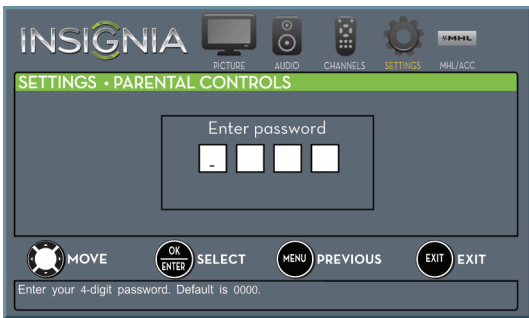 INSIGNIA
PICTURE AUDIO CHANNELS SETTINGS MHL/ACC
MHL
SETTINGS • PARENTAL CONTROLS
Enter password
_
MOVE OK ENTER SELECT MENU PREVIOUS EXIT EXIT
Enter your 4-digit password. Default is 0000.